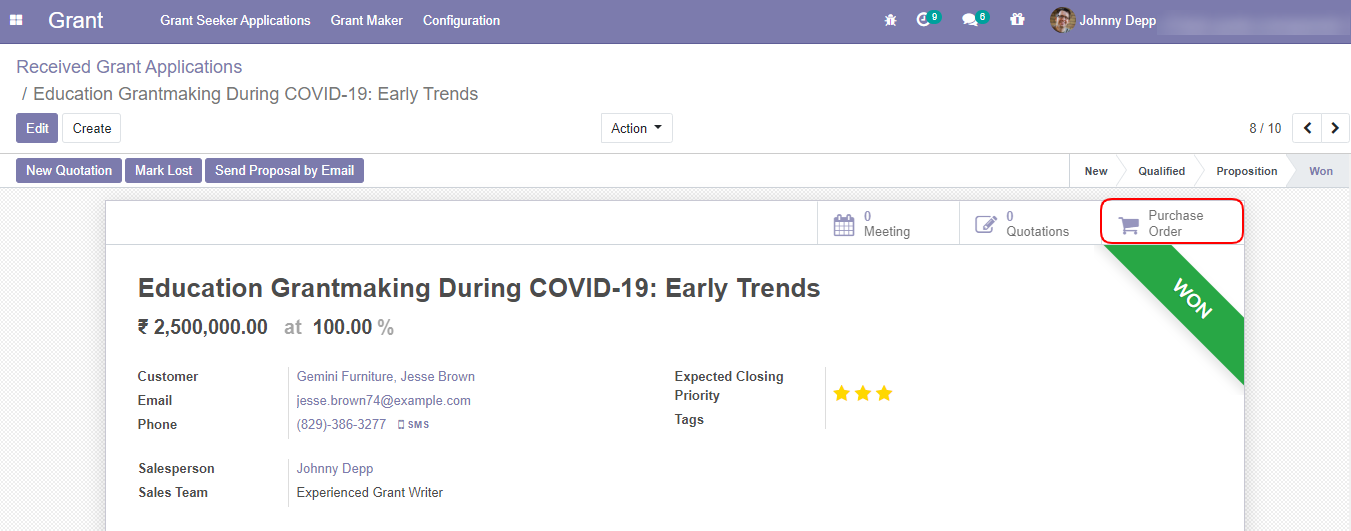 Grant Grant Seeker Applications Grant Maker Configuration 9 6 Johnny Depp
Received Grant Applications
/ Education Grantmaking During COVID-19: Early Trends
Edit Create Action 8 / 10
New Quotation Mark Lost Send Proposal by Email New Qualified Proposition Won
0 Meeting
0 Quotations
Purchase
Order
WON
Education Grantmaking During COVID-19: Early Trends
₹ 2,500,000.00 at 100.00 %
Customer Gemini Furniture, Jesse Brown
Email jesse.brown74@example.com
Phone (829)-386-3277 SMS
Expected Closing
Priority
Tags
Salesperson Johnny Depp
Sales Team Experienced Grant Writer